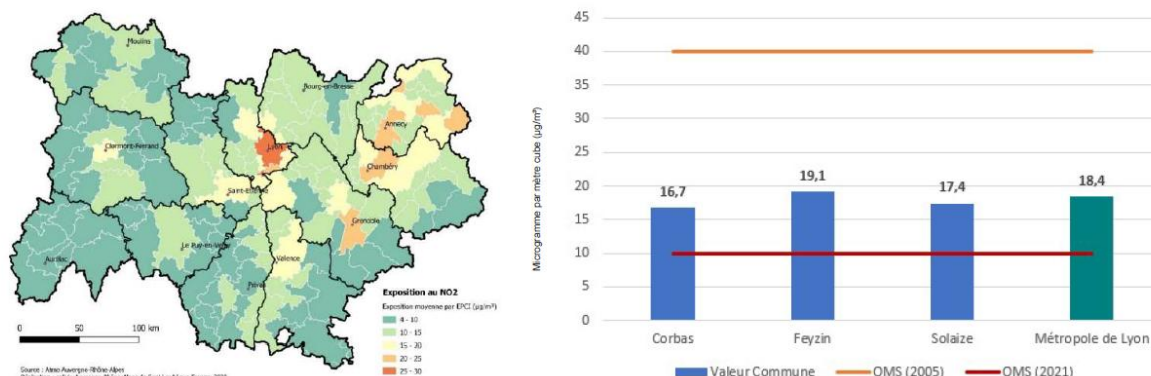 Moulins
Bourg-en-Bresse
Annecy
Clermont-Ferrand
Lyon
Chambéry
Saint-Etienne
Grenoble
Le Puy-en-Velay
Aurillac
Valence
Privas
Exposition au NO2
Exposition moyenne par EPCI (µg/m³)
4 - 10
10 - 15
15 - 20
20 - 25
25 - 30
0 50 100 km
Source : Atmo Auvergne-Rhône-Alpes
Microgramme par mètre cube (µg/m³)
45
40
35
30
25
20
15
10
5
0
16,7
19,1
17,4
18,4
Corbas
Feyzin
Solaize
Métropole de Lyon
Valeur Commune
OMS (2005)
OMS (2021)